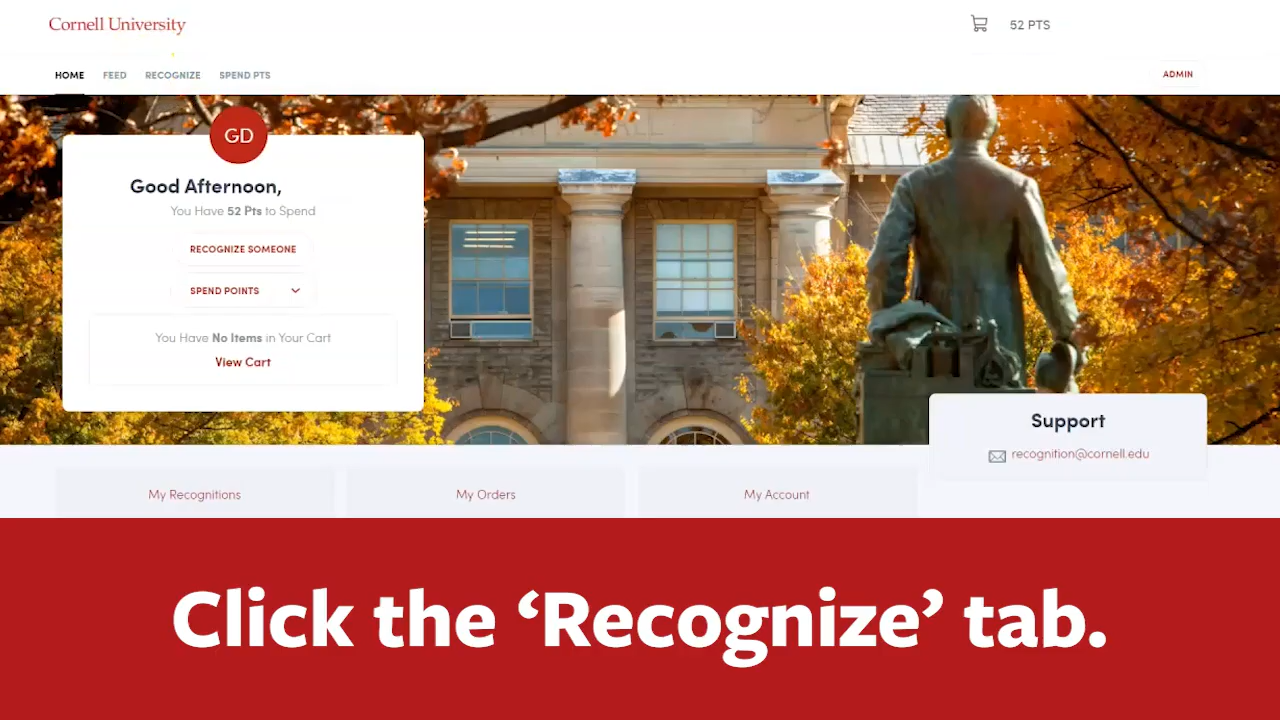 Cornell University
52 PTS
HOME FEED RECOGNIZE SPEND PTS
ADMIN
GD
Good Afternoon,
You Have 52 Pts to Spend
RECOGNIZE SOMEONE
SPEND POINTS
You Have No Items in Your Cart
View Cart
Support
recognition@cornell.edu
My Recognitions
My Orders
My Account
Click the ‘Recognize’ tab.